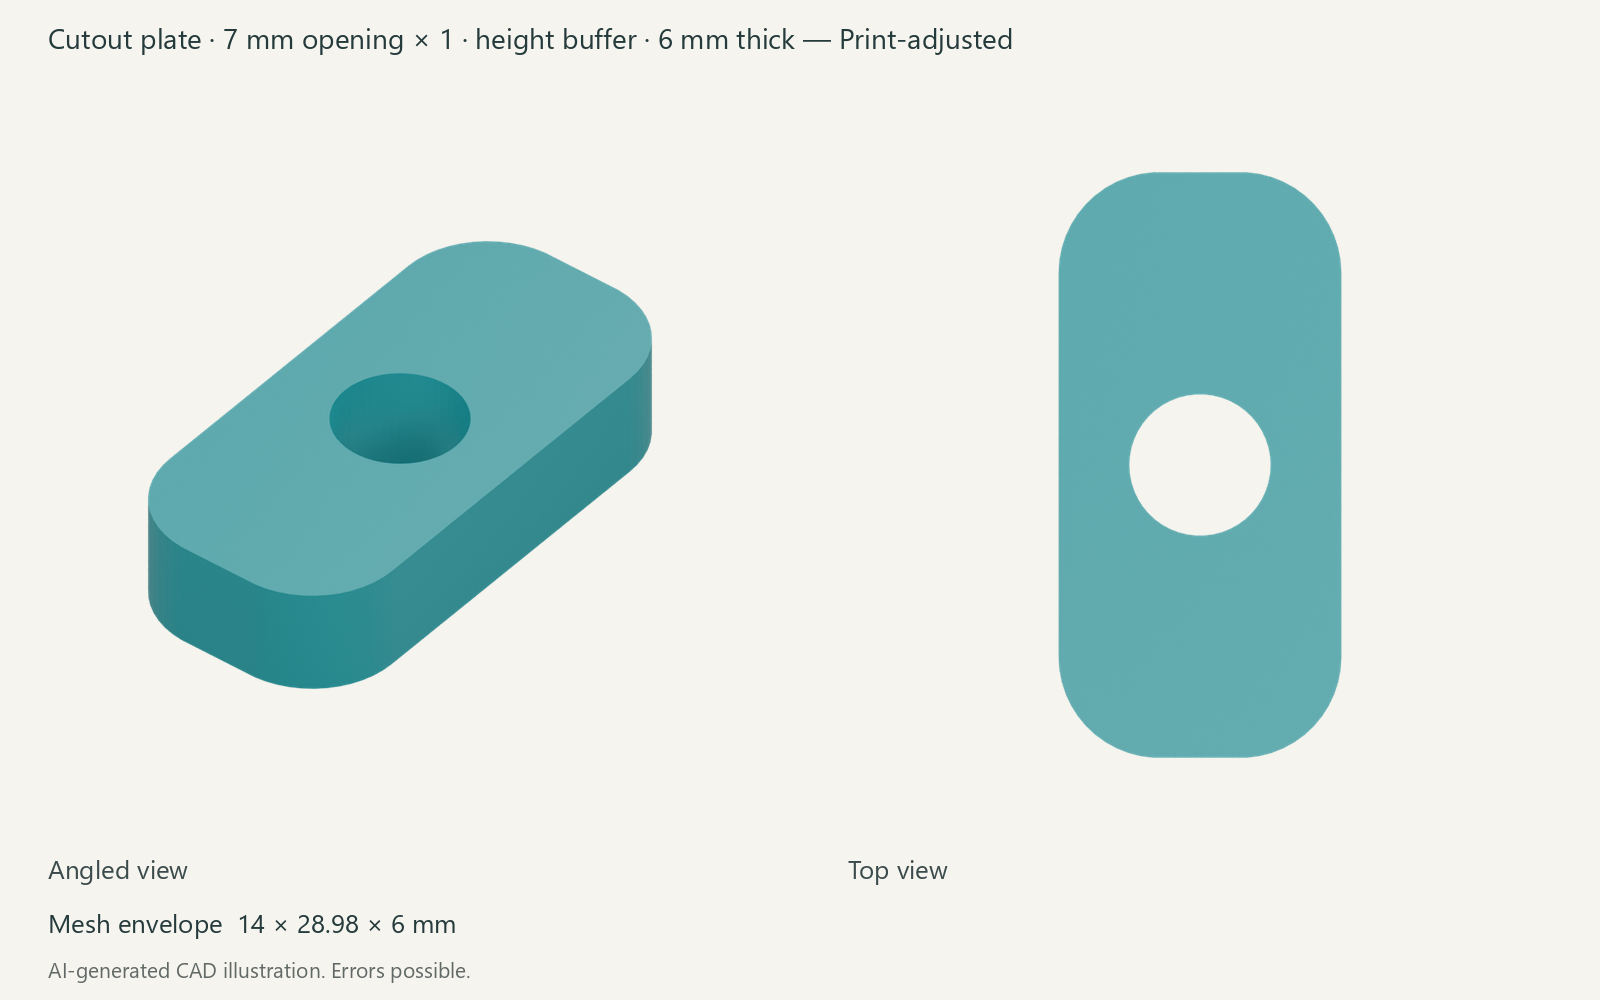 Cutout plate · 7 mm opening × 1 · height buffer · 6 mm thick — Print-adjusted
Angled view
Top view
Mesh envelope 14 × 28.98 × 6 mm
AI-generated CAD illustration. Errors possible.